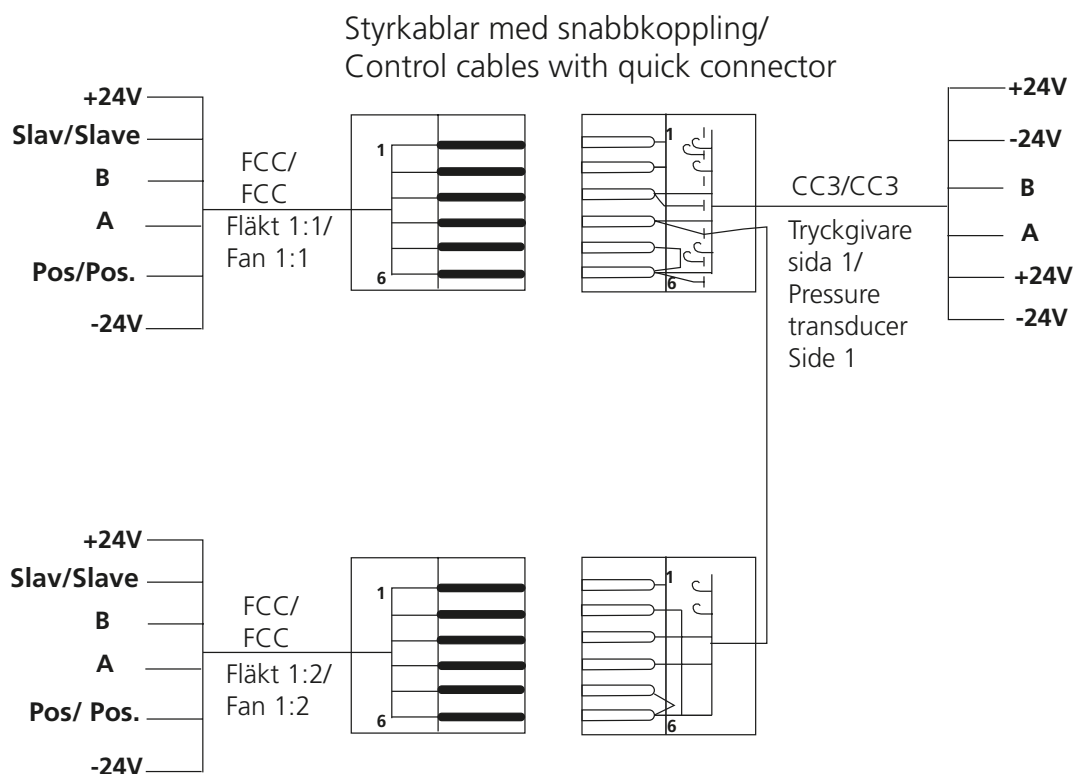 Styrkablar med snabbkoppling/
Control cables with quick connector
+24V
Slav/Slave
B
A
Pos/Pos.
-24V
FCC/
FCC
Fläkt 1:1/
Fan 1:1
1
6
1
6
CC3/CC3
Tryckgivare
sida 1/
Pressure
transducer
Side 1
+24V
-24V
B
A
+24V
-24V
+24V
Slav/Slave
B
A
Pos/ Pos.
-24V
FCC/
FCC
Fläkt 1:2/
Fan 1:2
1
6
1
6